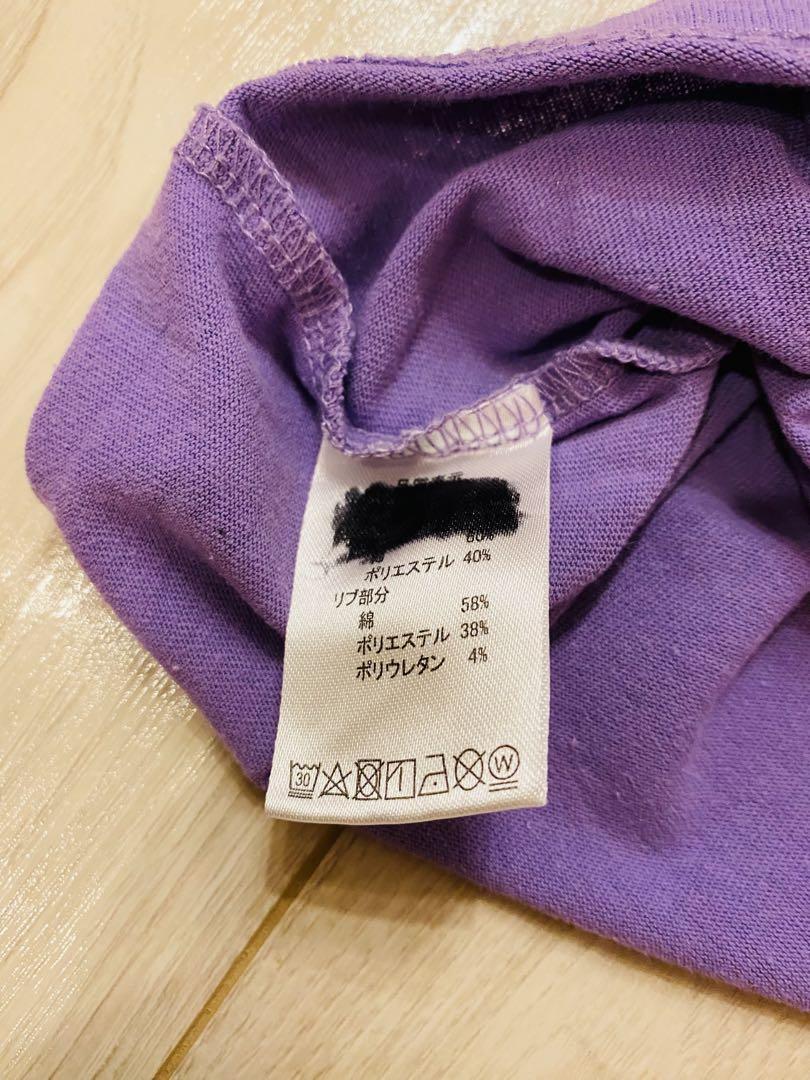 60%
ポリエステル 40%
リブ部分
綿 58%
ポリエステル 38%
ポリウレタン 4%
30 W